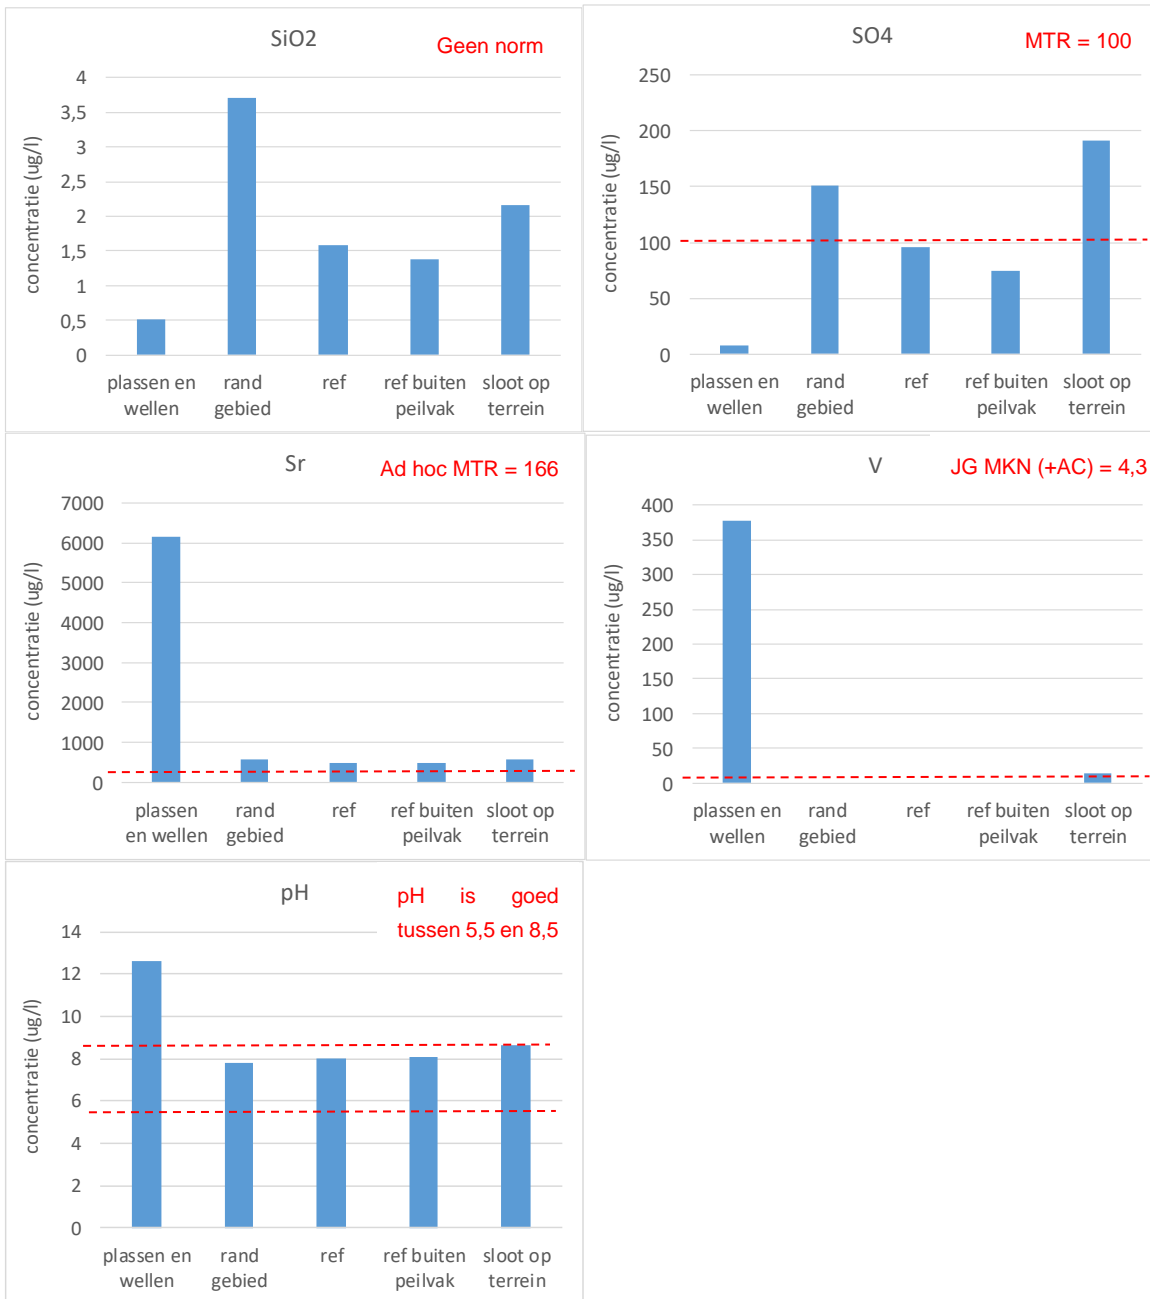 SiO2
Geen norm
concentratie (ug/l)
4
3,5
3
2,5
2
1,5
1
0,5
0
plassen en rand ref ref buiten sloot op
wellen gebied peilvak terrein
SO4
MTR = 100
concentratie (ug/l)
250
200
150
100
50
0
plassen en rand ref ref buiten sloot op
wellen gebied peilvak terrein
Sr
Ad hoc MTR = 166
concentratie (ug/l)
7000
6000
5000
4000
3000
2000
1000
0
plassen rand ref ref buiten sloot op
en wellen gebied peilvak terrein
V
JG MKN (+AC) = 4,3
concentratie (ug/l)
400
350
300
250
200
150
100
50
0
plassen en rand ref ref buiten sloot op
wellen gebied peilvak terrein
pH
pH is goed
tussen 5,5 en 8,5
concentratie (ug/l)
14
12
10
8
6
4
2
0
plassen en rand ref ref buiten sloot op
wellen gebied peilvak terrein